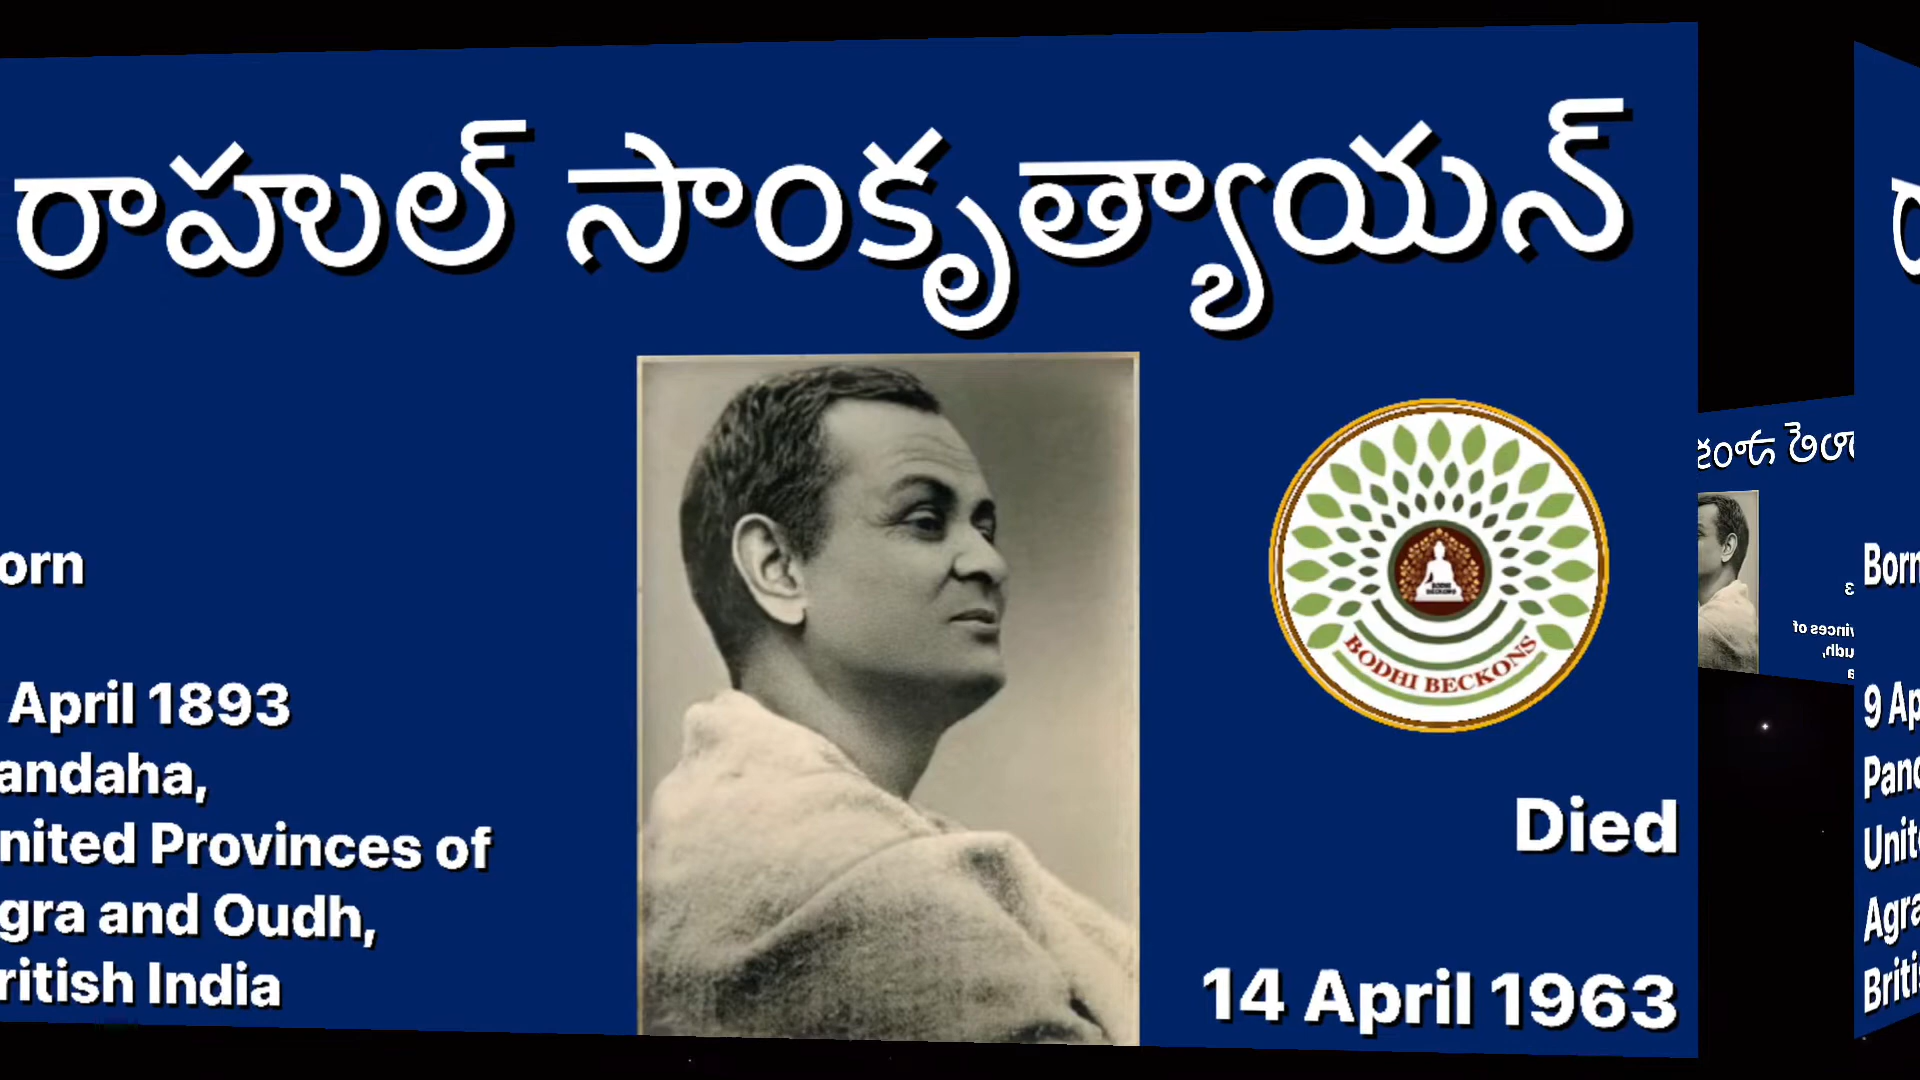 రాహుల్ సాంకృత్యాయన్
orn
April 1893
andaha,
nited Provinces of
gra and Oudh,
ritish India
BODHI BECKONS
Died
14 April 1963
Born
9 Ap
Pand
Unite
Agra
Britis